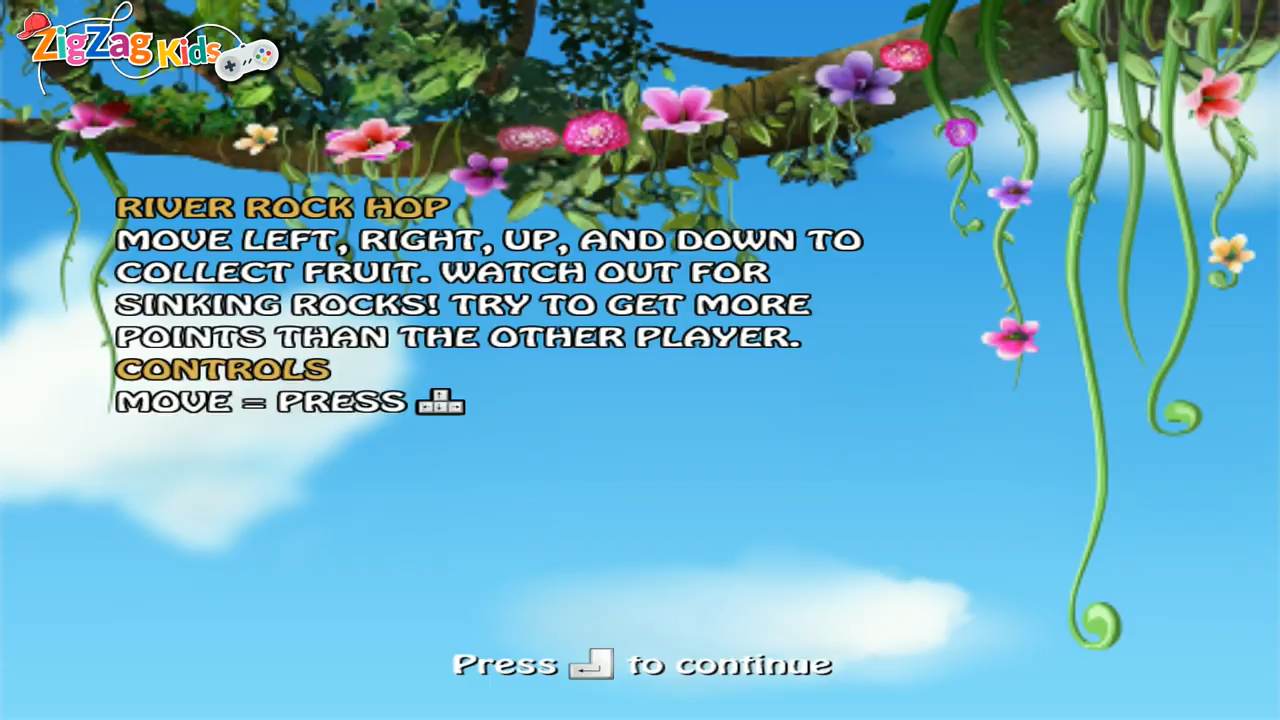 ZigZag Kids
RIVER ROCK HOP
MOVE LEFT, RIGHT, UP, AND DOWN TO
COLLECT FRUIT. WATCH OUT FOR
SINKING ROCKS! TRY TO GET MORE
POINTS THAN THE OTHER PLAYER.
CONTROLS
MOVE = PRESS
Press to continue